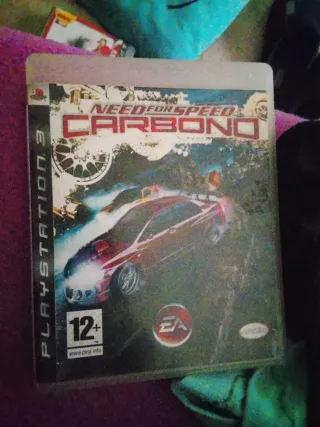 PLAYSTATION 3
NEED FOR SPEED
CARBONO
12+
www.pegi.info
EA